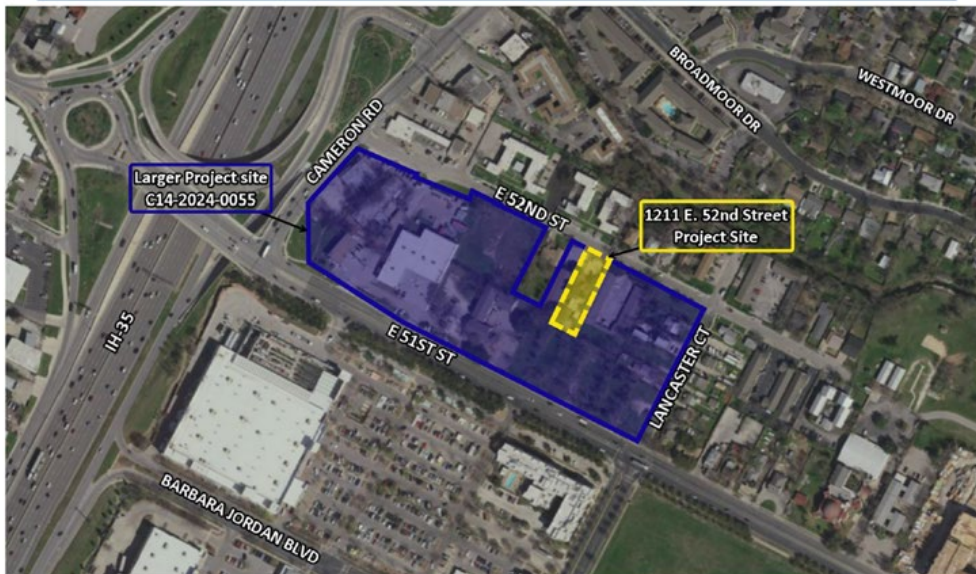 BROADMOOR DR
WESTMOOR DR
CAMERON RD
Larger Project site
C14-2024-0055
E 52ND ST
1211 E. 52nd Street
Project Site
IH-35
E 51ST ST
LANCASTER CT
BARBARA JORDAN BLVD